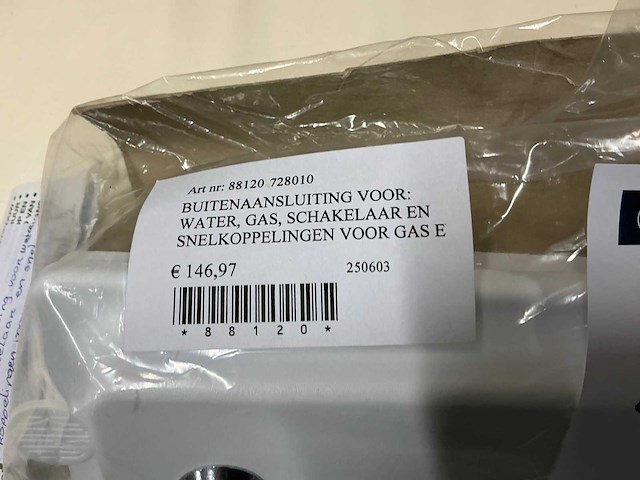 Art nr: 88120 728010
BUITENAANSLUITING VOOR:
WATER, GAS, SCHAKELAAR EN
SNELKOPPELINGEN VOOR GAS E
€ 146,97 250603
* 8 8 1 2 0 *